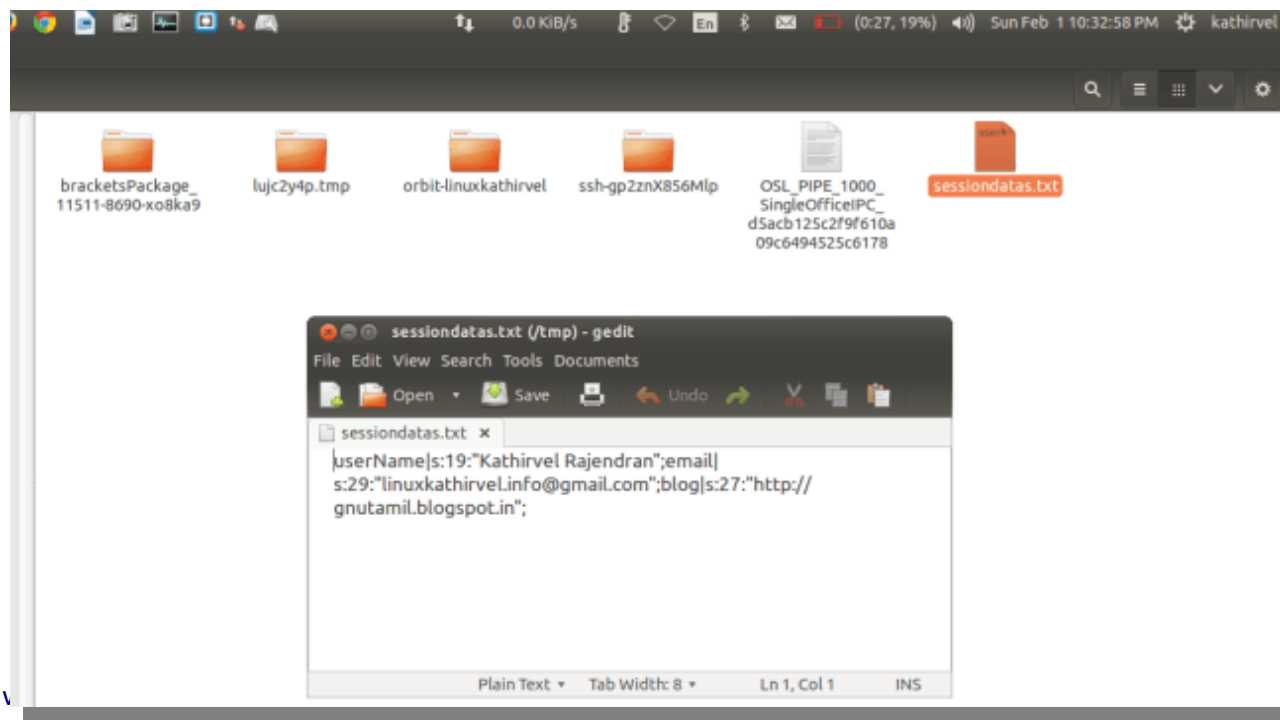 0.0 KiB/s En (0:27, 19%) Sun Feb 1 10:32:58 PM kathirvel
bracketsPackage_
11511-8690-xo8ka9
lujc2y4p.tmp
orbit-linuxkathirvel
ssh-gp2znX856Mlp
OSL_PIPE_1000_
SingleOfficeIPC_
d5acb125c2f9f610a
09c6494525c6178
userN
sessiondatas.txt
sessiondatas.txt (/tmp) - gedit
File Edit View Search Tools Documents
Open Save Undo
sessiondatas.txt
userName|s:19:"Kathirvel Rajendran";email|
s:29:"linuxkathirvel.info@gmail.com";blog|s:27:"http://
gnutamil.blogspot.in";
Plain Text Tab Width: 8 Ln 1, Col 1 INS